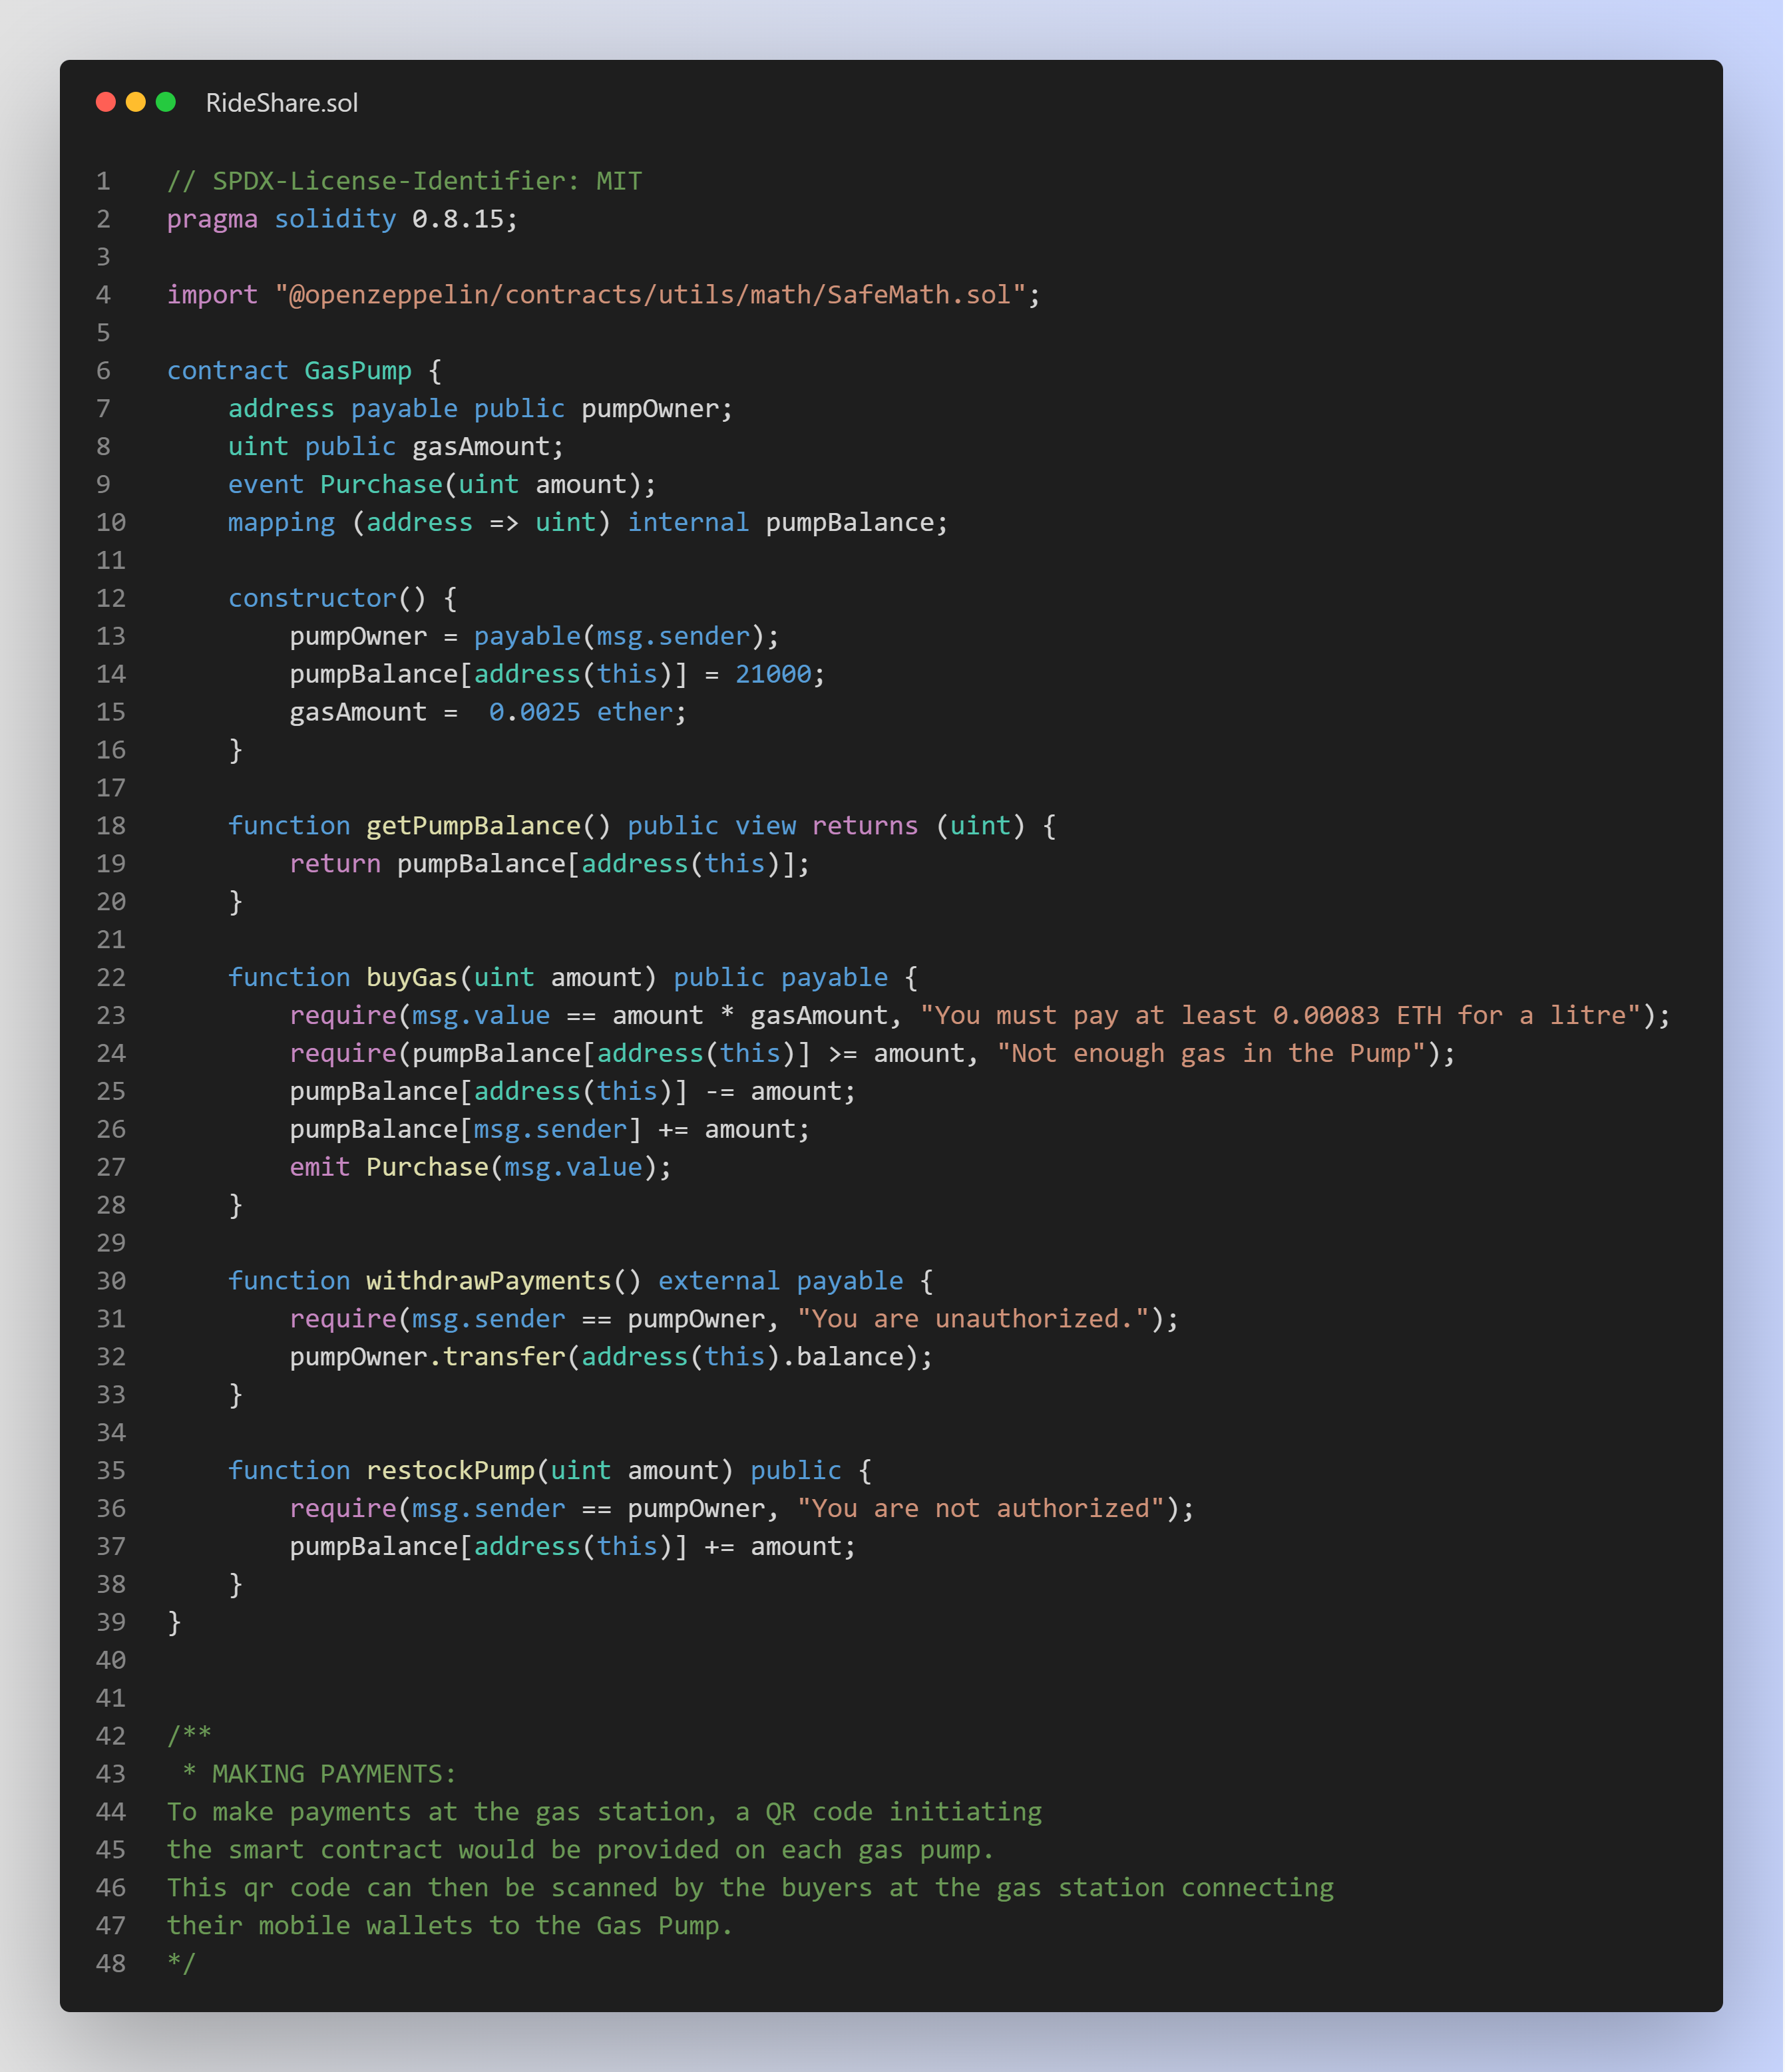 RideShare.sol
1 // SPDX-License-Identifier: MIT
2 pragma solidity 0.8.15;
3
4 import "@openzeppelin/contracts/utils/math/SafeMath.sol";
5
6 contract GasPump {
7     address payable public pumpOwner;
8     uint public gasAmount;
9     event Purchase(uint amount);
10     mapping (address => uint) internal pumpBalance;
11
12     constructor() {
13         pumpOwner = payable(msg.sender);
14         pumpBalance[address(this)] = 21000;
15         gasAmount =  0.0025 ether;
16     }
17
18     function getPumpBalance() public view returns (uint) {
19         return pumpBalance[address(this)];
20     }
21
22     function buyGas(uint amount) public payable {
23         require(msg.value == amount * gasAmount, "You must pay at least 0.00083 ETH for a litre");
24         require(pumpBalance[address(this)] >= amount, "Not enough gas in the Pump");
25         pumpBalance[address(this)] -= amount;
26         pumpBalance[msg.sender] += amount;
27         emit Purchase(msg.value);
28     }
29
30     function withdrawPayments() external payable {
31         require(msg.sender == pumpOwner, "You are unauthorized.");
32         pumpOwner.transfer(address(this).balance);
33     }
34
35     function restockPump(uint amount) public {
36         require(msg.sender == pumpOwner, "You are not authorized");
37         pumpBalance[address(this)] += amount;
38     }
39 }
40
41
42 /**
43  * MAKING PAYMENTS:
44 To make payments at the gas station, a QR code initiating
45 the smart contract would be provided on each gas pump.
46 This qr code can then be scanned by the buyers at the gas station connecting
47 their mobile wallets to the Gas Pump.
48 */